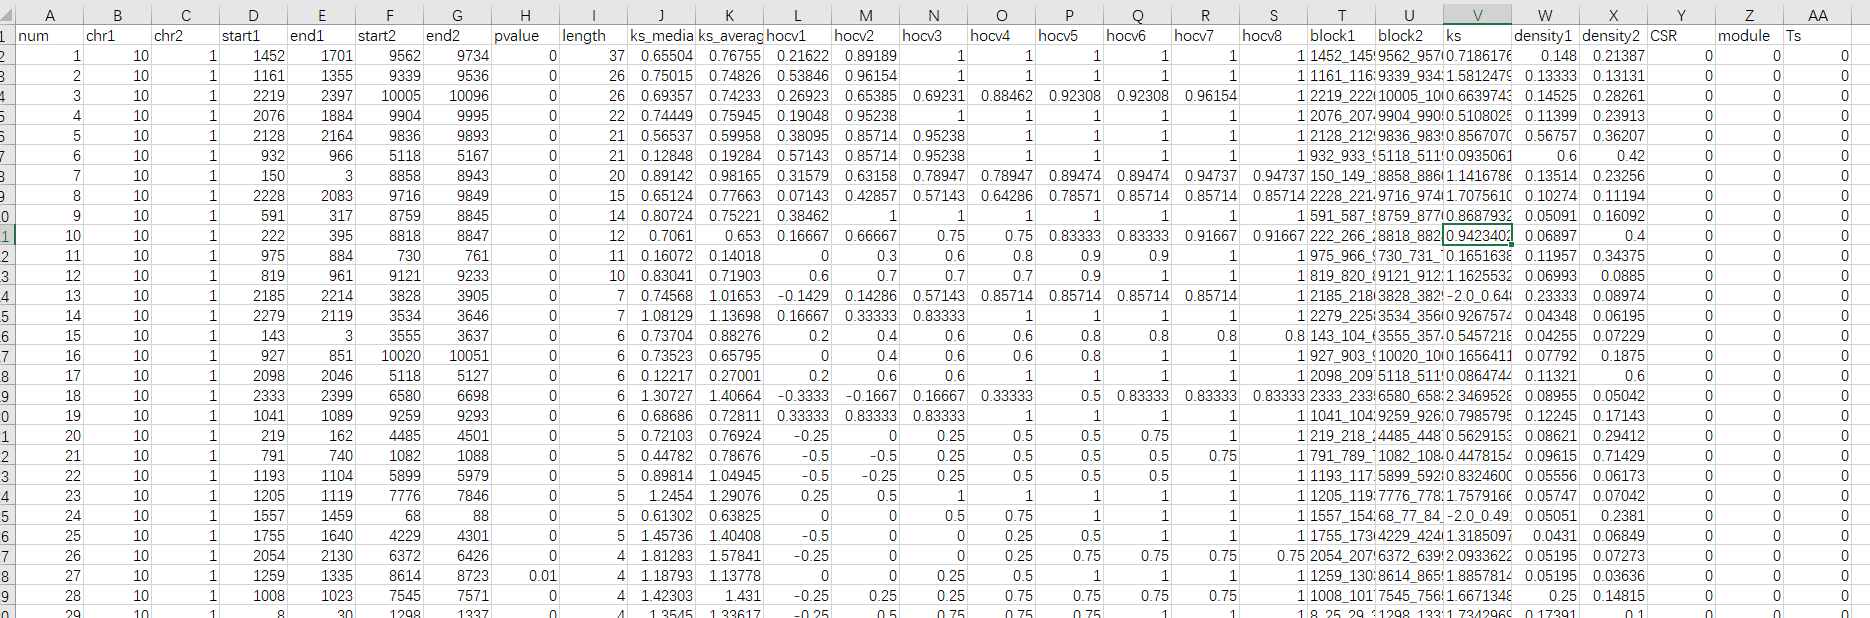 A B C D E F G H I J K L M N O P Q R S T U V W X Y Z AA
1 num chr1 chr2 start1 end1 start2 end2 pvalue length ks_media ks_averag hocv1 hocv2 hocv3 hocv4 hocv5 hocv6 hocv7 hocv8 block1 block2 ks density1 density2 CSR module Ts
2 1 10 1 1452 1701 9562 9734 0 37 0.65504 0.76755 0.21622 0.89189 1 1 1 1 1 1 1452_145 9562_957 0.7186176 0.148 0.21387 0 0 0
3 2 10 1 1161 1355 9339 9536 0 26 0.75015 0.74826 0.53846 0.96154 1 1 1 1 1 1 1161_116 9339_934 1.5812479 0.13333 0.13131 0 0 0
4 3 10 1 2219 2397 10005 10096 0 26 0.69357 0.74233 0.26923 0.65385 0.69231 0.88462 0.92308 0.92308 0.96154 1 2219_222 10005_10 0.6639743 0.14525 0.28261 0 0 0
5 4 10 1 2076 1884 9904 9995 0 22 0.74449 0.75945 0.19048 0.95238 1 1 1 1 1 1 2076_207 9904_990 0.5108025 0.11399 0.23913 0 0 0
6 5 10 1 2128 2164 9836 9893 0 21 0.56537 0.59958 0.38095 0.85714 0.95238 1 1 1 1 1 2128_212 9836_983 0.8567070 0.56757 0.36207 0 0 0
7 6 10 1 932 966 5118 5167 0 21 0.12848 0.19284 0.57143 0.85714 0.95238 1 1 1 1 1 932_933_ 5118_511 0.0935061 0.6 0.42 0 0 0
8 7 10 1 150 3 8858 8943 0 20 0.89142 0.98165 0.31579 0.63158 0.78947 0.78947 0.89474 0.89474 0.94737 0.94737 150_149_ 8858_886 1.1416786 0.13514 0.23256 0 0 0
9 8 10 1 2228 2083 9716 9849 0 15 0.65124 0.77663 0.07143 0.42857 0.57143 0.64286 0.78571 0.85714 0.85714 0.85714 2228_221 9716_974 1.7075610 0.10274 0.11194 0 0 0
0 9 10 1 591 317 8759 8845 0 14 0.80724 0.75221 0.38462 1 1 1 1 1 1 1 591_587_ 8759_877 0.8687932 0.05091 0.16092 0 0 0
1 10 10 1 222 395 8818 8847 0 12 0.7061 0.653 0.16667 0.66667 0.75 0.75 0.83333 0.83333 0.91667 0.91667 222_266_ 8818_882 0.9423402 0.06897 0.4 0 0 0
2 11 10 1 975 884 730 761 0 11 0.16072 0.14018 0 0.3 0.6 0.8 0.9 0.9 1 1 975_966_ 730_731_ 0.1651638 0.11957 0.34375 0 0 0
3 12 10 1 819 961 9121 9233 0 10 0.83041 0.71903 0.6 0.7 0.7 0.7 0.9 1 1 1 819_820_ 9121_912 1.1625532 0.06993 0.0885 0 0 0
4 13 10 1 2185 2214 3828 3905 0 7 0.74568 1.01653 -0.1429 0.14286 0.57143 0.85714 0.85714 0.85714 0.85714 1 2185_218 3828_382 -2.0_0.64 0.23333 0.08974 0 0 0
5 14 10 1 2279 2119 3534 3646 0 7 1.08129 1.13698 0.16667 0.33333 0.83333 1 1 1 1 1 2279_225 3534_356 0.9267574 0.04348 0.06195 0 0 0
6 15 10 1 143 3 3555 3637 0 6 0.73704 0.88276 0.2 0.4 0.6 0.6 0.8 0.8 0.8 0.8 143_104_ 3555_357 0.5457218 0.04255 0.07229 0 0 0
7 16 10 1 927 851 10020 10051 0 6 0.73523 0.65795 0 0.4 0.6 0.6 0.8 1 1 1 927_903_ 10020_10 0.1656411 0.07792 0.1875 0 0 0
8 17 10 1 2098 2046 5118 5127 0 6 0.12217 0.27001 0.2 0.6 0.6 1 1 1 1 1 2098_209 5118_511 0.0864744 0.11321 0.6 0 0 0
9 18 10 1 2333 2399 6580 6698 0 6 1.30727 1.40664 -0.3333 -0.1667 0.16667 0.33333 0.5 0.83333 0.83333 0.83333 2333_233 6580_658 2.3469528 0.08955 0.05042 0 0 0
0 19 10 1 1041 1089 9259 9293 0 6 0.68686 0.72811 0.33333 0.83333 0.83333 1 1 1 1 1 1041_104 9259_926 0.7985795 0.12245 0.17143 0 0 0
1 20 10 1 219 162 4485 4501 0 5 0.72103 0.76924 -0.25 0 0.25 0.5 0.5 0.75 1 1 219_218_ 4485_448 0.5629153 0.08621 0.29412 0 0 0
2 21 10 1 791 740 1082 1088 0 5 0.44782 0.78676 -0.5 -0.5 0.25 0.5 0.5 0.5 0.75 1 791_789_ 1082_108 0.4478154 0.09615 0.71429 0 0 0
3 22 10 1 1193 1104 5899 5979 0 5 0.89814 1.04945 -0.5 -0.25 0.25 0.5 0.5 0.5 1 1 1193_117 5899_592 0.8324600 0.05556 0.06173 0 0 0
4 23 10 1 1205 1119 7776 7846 0 5 1.2454 1.29076 0.25 0.5 1 1 1 1 1 1 1205_119 7776_778 1.7579166 0.05747 0.07042 0 0 0
5 24 10 1 1557 1459 68 88 0 5 0.61302 0.63825 0 0 0.5 0.75 1 1 1 1 1557_154 68_77_84_ -2.0_0.49 0.05051 0.2381 0 0 0
6 25 10 1 1755 1640 4229 4301 0 5 1.45736 1.40408 -0.5 0 0 0.25 0.5 1 1 1 1755_173 4229_424 1.3185097 0.0431 0.06849 0 0 0
7 26 10 1 2054 2130 6372 6426 0 4 1.81283 1.57841 -0.25 0 0 0.25 0.75 0.75 0.75 0.75 2054_207 6372_639 2.0933622 0.05195 0.07273 0 0 0
8 27 10 1 1259 1335 8614 8723 0.01 4 1.18793 1.13778 0 0 0.25 0.5 1 1 1 1 1259_130 8614_865 1.8857814 0.05195 0.03636 0 0 0
9 28 10 1 1008 1023 7545 7571 0 4 1.42303 1.431 -0.25 0.25 0.25 0.75 0.75 0.75 0.75 1 1008_101 7545_756 1.6671348 0.25 0.14815 0 0 0
0 29 10 1 8 30 1298 1337 0 4 1.3545 1.33617 -0.25 0.5 0.75 0.75 0.75 1 1 1 8_25_29_ 1298_133 1.7342969 0.17391 0.1 0 0 0